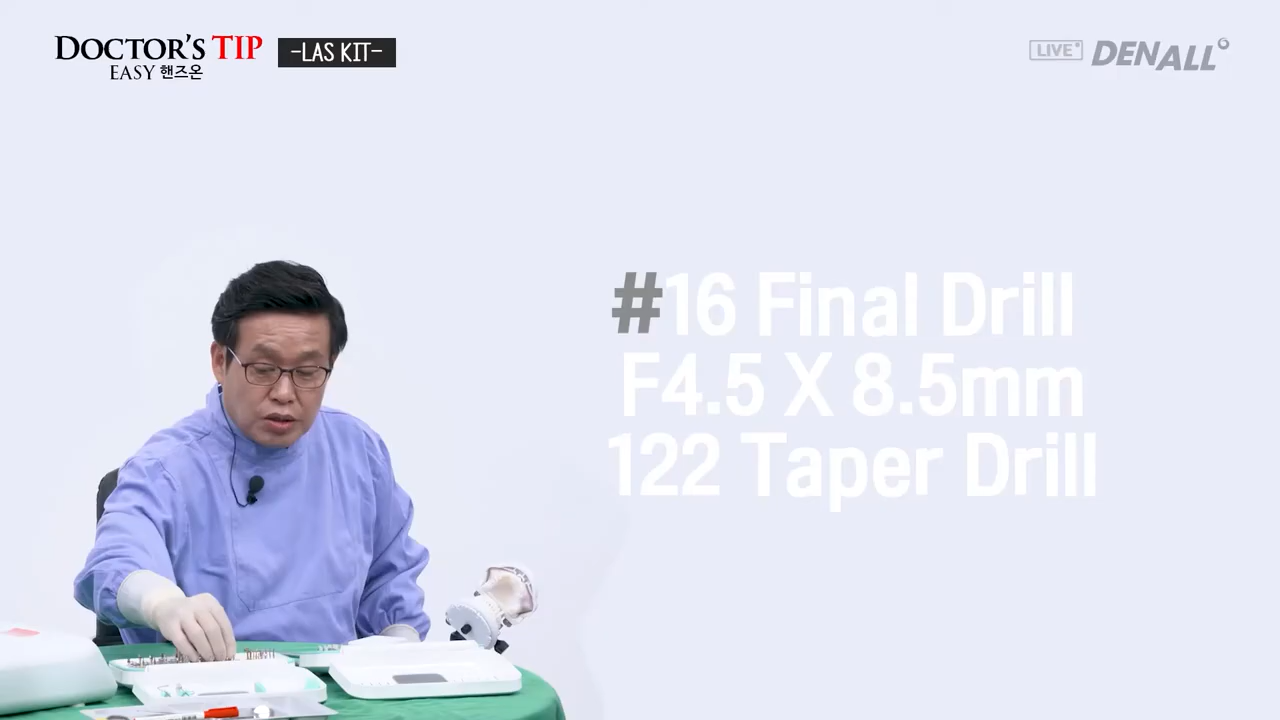 DOCTOR'S TIP
EASY 핸즈온
-LAS KIT-
LIVE
DENALL
#16 Final Drill
F4.5 X 8.5mm
122 Taper Drill